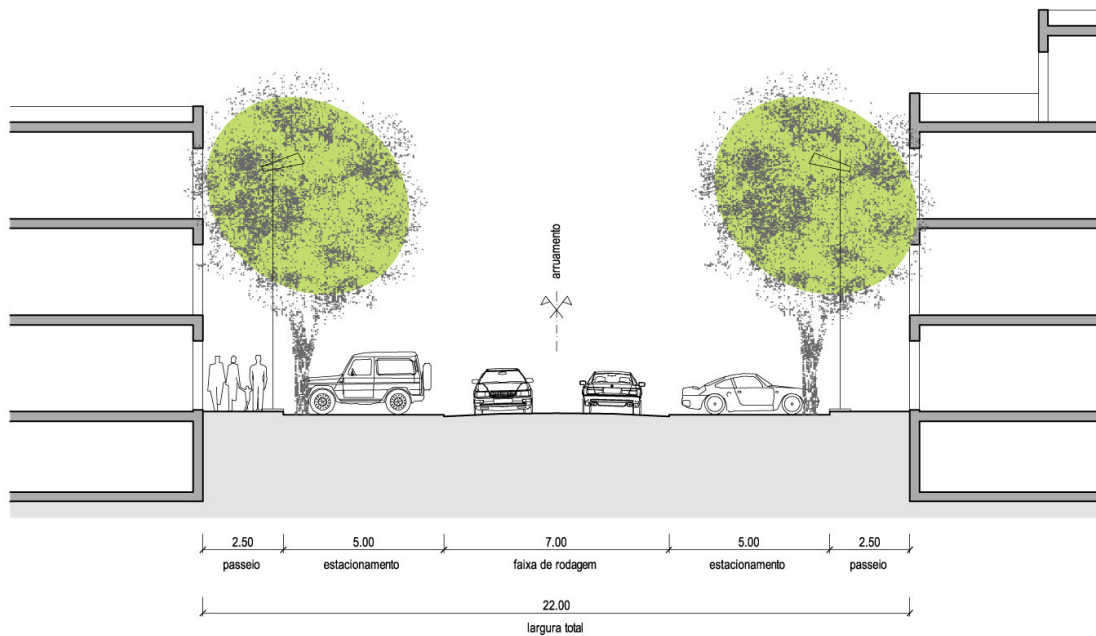 arruamento
2.50 5.00 7.00 5.00 2.50
passeio estacionamento faixa de rodagem estacionamento passeio
22.00
largura total